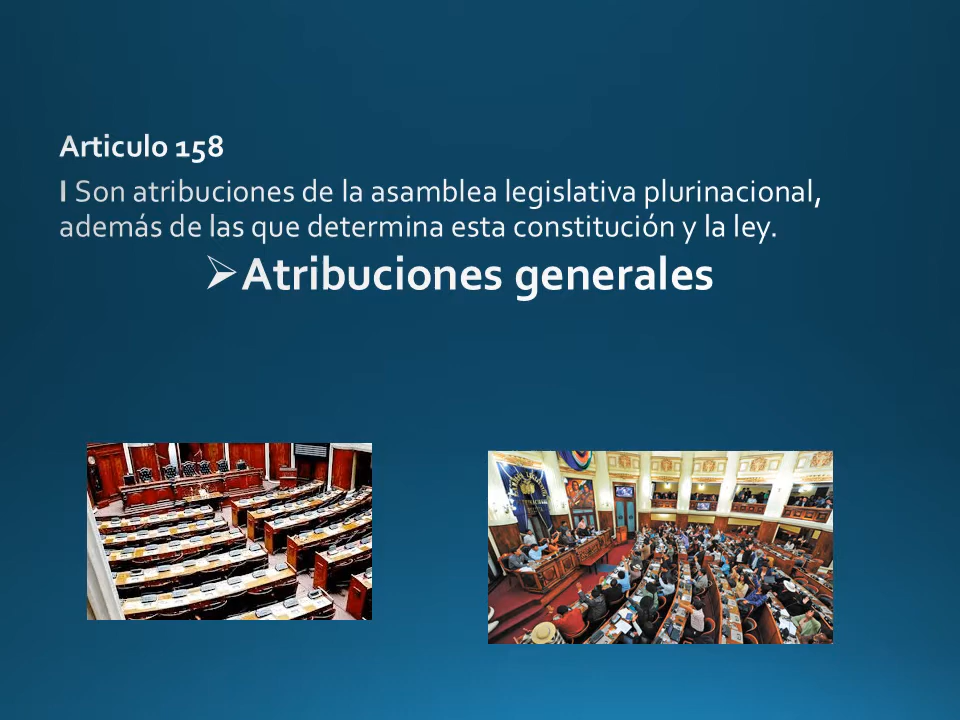 Articulo 158
I Son atribuciones de la asamblea legislativa plurinacional,
además de las que determina esta constitución y la ley.
➢Atribuciones generales